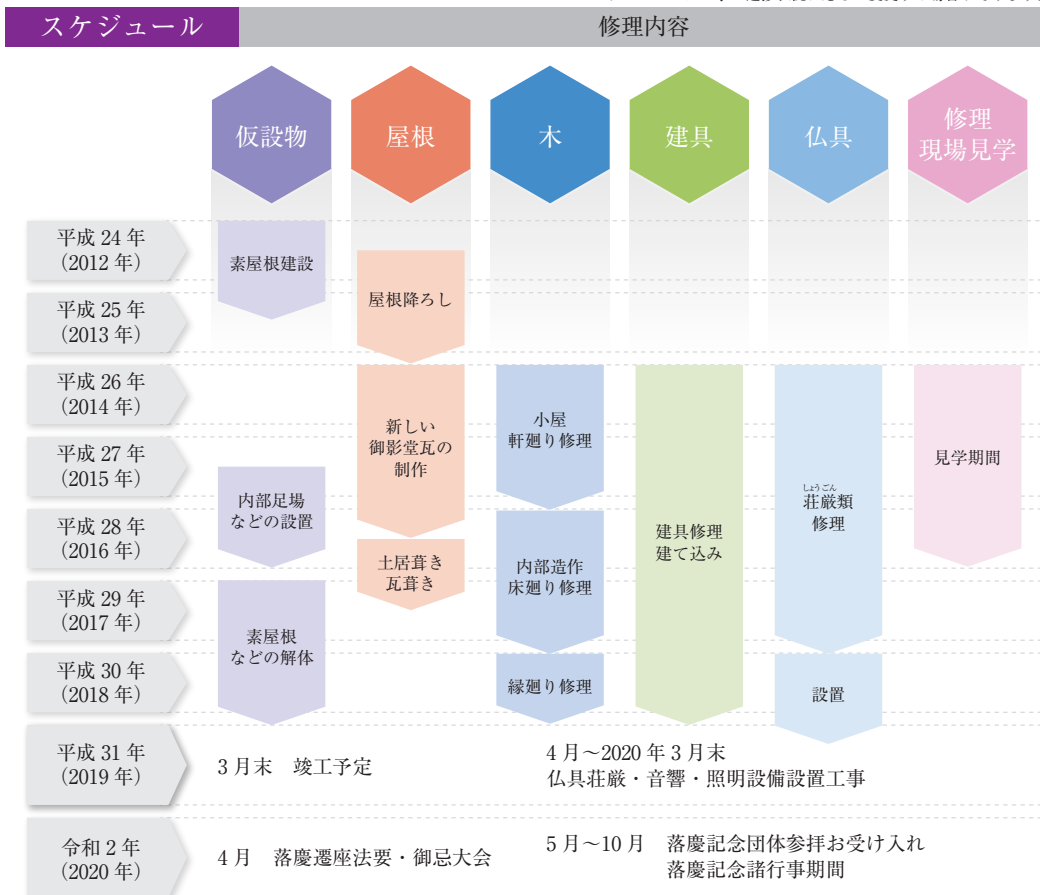 スケジュール
修理内容
仮設物
屋根
木
建具
仏具
修理
現場見学
平成 24 年
（2012 年）
素屋根建設
屋根降ろし
平成 25 年
（2013 年）
平成 26 年
（2014 年）
新しい
御影堂瓦の
制作
小屋
軒廻り修理
平成 27 年
（2015 年）
見学期間
内部足場
などの設置
しょうごん
荘厳類
修理
平成 28 年
（2016 年）
建具修理
建て込み
土居葺き
瓦葺き
内部造作
床廻り修理
平成 29 年
（2017 年）
素屋根
などの解体
平成 30 年
（2018 年）
縁廻り修理
設置
平成 31 年
（2019 年）
3 月末　竣工予定
4 月～2020 年 3 月末
仏具荘厳・音響・照明設備設置工事
令和 2 年
（2020 年）
4 月　落慶遷座法要・御忌大会
5 月～10 月　落慶記念団体参拝お受け入れ
落慶記念諸行事期間